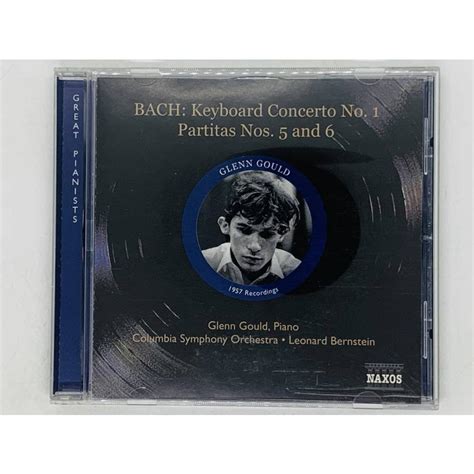 GREAT PIANISTS
BACH: Keyboard Concerto No. 1
Partitas Nos. 5 and 6
GLENN GOULD
1957 Recordings
Glenn Gould, Piano
Columbia Symphony Orchestra • Leonard Bernstein
NAXOS